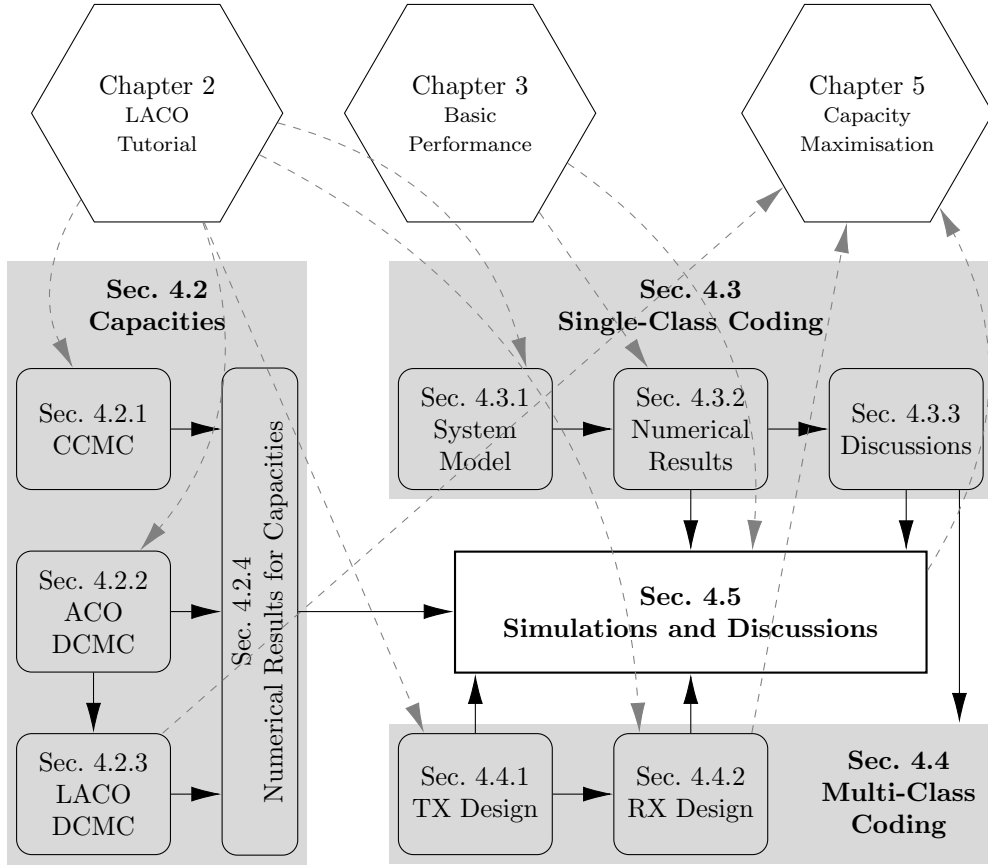 Chapter 2
LACO
Tutorial
Chapter 3
Basic
Performance
Chapter 5
Capacity
Maximisation
Sec. 4.2
Capacities
Sec. 4.2.1
CCMC
Sec. 4.2.2
ACO
DCMC
Sec. 4.2.3
LACO
DCMC
Sec. 4.2.4
Numerical Results for Capacities
Sec. 4.3
Single-Class Coding
Sec. 4.3.1
System
Model
Sec. 4.3.2
Numerical
Results
Sec. 4.3.3
Discussions
Sec. 4.5
Simulations and Discussions
Sec. 4.4.1
TX Design
Sec. 4.4.2
RX Design
Sec. 4.4
Multi-Class
Coding